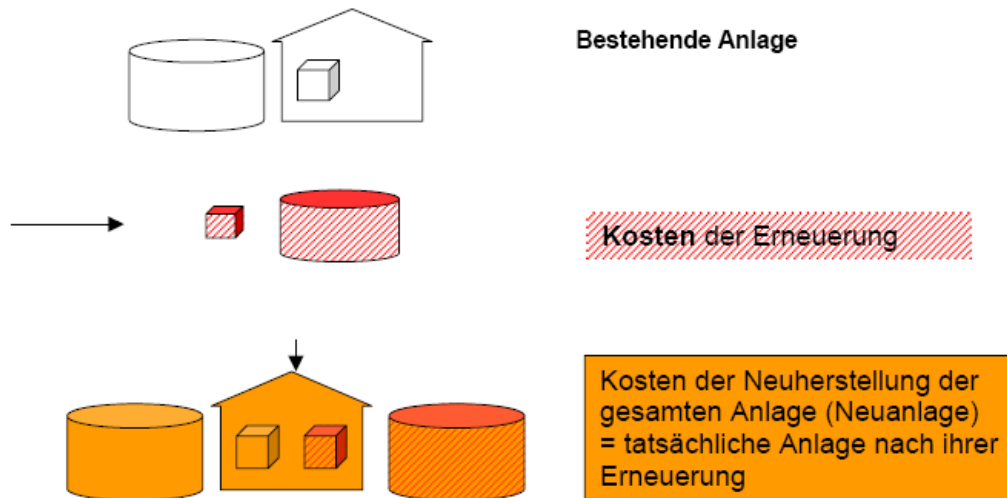 Bestehende Anlage
Kosten der Erneuerung
Kosten der Neuherstellung der
gesamten Anlage (Neuanlage)
= tatsächliche Anlage nach ihrer
Erneuerung